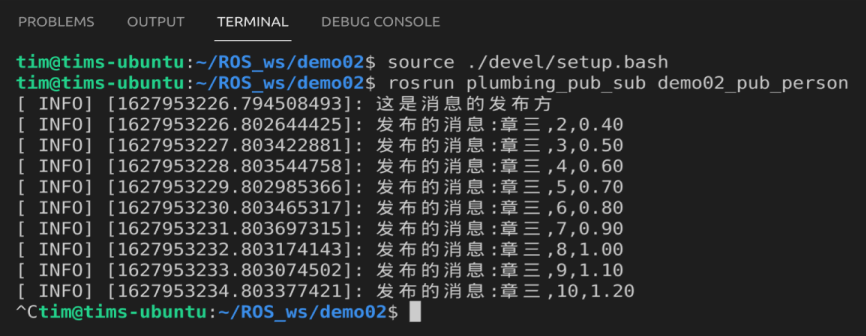 PROBLEMS OUTPUT TERMINAL DEBUG CONSOLE
tim@tims-ubuntu:~/ROS_ws/demo02$ source ./devel/setup.bash
tim@tims-ubuntu:~/ROS_ws/demo02$ rosrun plumbing_pub_sub demo02_pub_person
[ INFO] [1627953226.794508493]: 这是消息的发布方
[ INFO] [1627953226.802644425]: 发布的消息:章三,2,0.40
[ INFO] [1627953227.803422881]: 发布的消息:章三,3,0.50
[ INFO] [1627953228.803544758]: 发布的消息:章三,4,0.60
[ INFO] [1627953229.802985366]: 发布的消息:章三,5,0.70
[ INFO] [1627953230.803465317]: 发布的消息:章三,6,0.80
[ INFO] [1627953231.803697315]: 发布的消息:章三,7,0.90
[ INFO] [1627953232.803174143]: 发布的消息:章三,8,1.00
[ INFO] [1627953233.803074502]: 发布的消息:章三,9,1.10
[ INFO] [1627953234.803377421]: 发布的消息:章三,10,1.20
^Ctim@tims-ubuntu:~/ROS_ws/demo02$